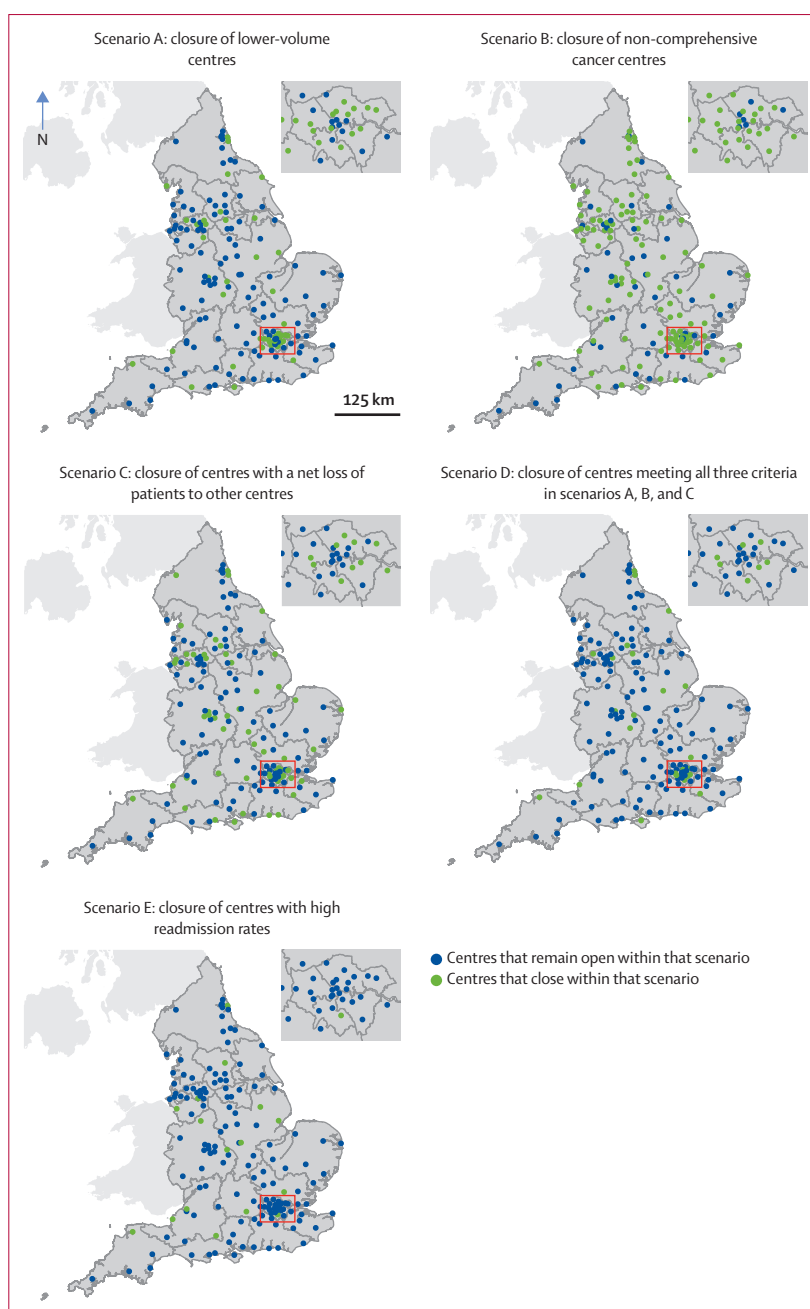 Scenario A: closure of lower-volume
centres
Scenario B: closure of non-comprehensive
cancer centres
N
125 km
Scenario C: closure of centres with a net loss of
patients to other centres
Scenario D: closure of centres meeting all three criteria
in scenarios A, B, and C
Scenario E: closure of centres with high
readmission rates
Centres that remain open within that scenario
Centres that close within that scenario